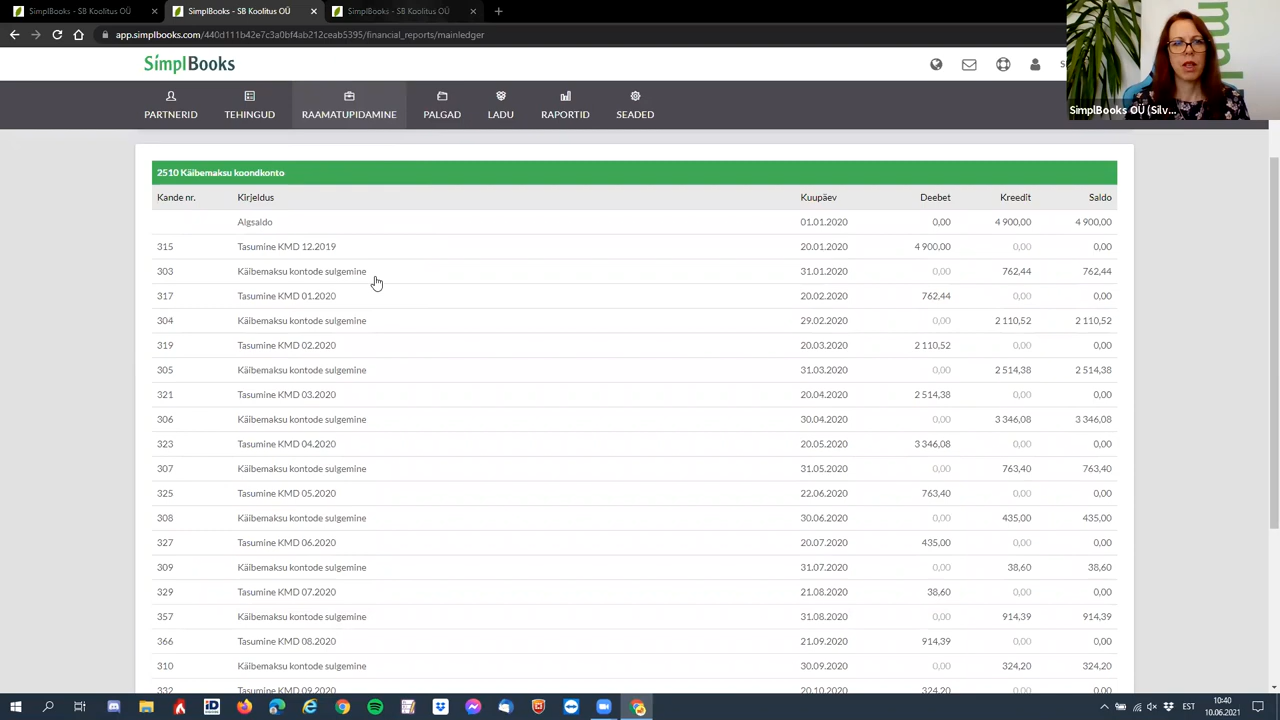 SimplBooks - SB Koolitus OÜ
SimplBooks - SB Koolitus OÜ
SimplBooks - SB Koolitus OÜ
app.simplbooks.com/440d111b42e7c3a0bf4ab212ceab5395/financial_reports/mainledger
SimplBooks
SimplBooks OÜ (Silv...
PARTNERID TEHINGUD RAAMATUPIDAMINE PALGAD LADU RAPORTID SEADED
2510 Käibemaksu koondkonto
Kande nr. Kirjeldus Kuupäev Deebet Kreedit Saldo
Algsaldo 01.01.2020 0,00 4 900,00 4 900,00
315 Tasumine KMD 12.2019 20.01.2020 4 900,00 0,00 0,00
303 Käibemaksu kontode sulgemine 31.01.2020 0,00 762,44 762,44
317 Tasumine KMD 01.2020 20.02.2020 762,44 0,00 0,00
304 Käibemaksu kontode sulgemine 29.02.2020 0,00 2 110,52 2 110,52
319 Tasumine KMD 02.2020 20.03.2020 2 110,52 0,00 0,00
305 Käibemaksu kontode sulgemine 31.03.2020 0,00 2 514,38 2 514,38
321 Tasumine KMD 03.2020 20.04.2020 2 514,38 0,00 0,00
306 Käibemaksu kontode sulgemine 30.04.2020 0,00 3 346,08 3 346,08
323 Tasumine KMD 04.2020 20.05.2020 3 346,08 0,00 0,00
307 Käibemaksu kontode sulgemine 31.05.2020 0,00 763,40 763,40
325 Tasumine KMD 05.2020 22.06.2020 763,40 0,00 0,00
308 Käibemaksu kontode sulgemine 30.06.2020 0,00 435,00 435,00
327 Tasumine KMD 06.2020 20.07.2020 435,00 0,00 0,00
309 Käibemaksu kontode sulgemine 31.07.2020 0,00 38,60 38,60
329 Tasumine KMD 07.2020 21.08.2020 38,60 0,00 0,00
357 Käibemaksu kontode sulgemine 31.08.2020 0,00 914,39 914,39
366 Tasumine KMD 08.2020 21.09.2020 914,39 0,00 0,00
310 Käibemaksu kontode sulgemine 30.09.2020 0,00 324,20 324,20
332 Tasumine KMD 09.2020 20.10.2020 324,20 0,00 0,00
EST
10:40
10.06.2021